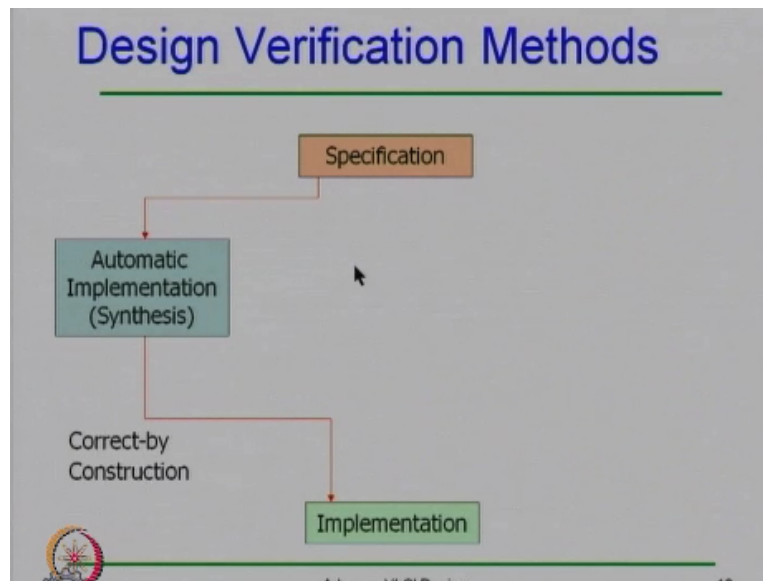 Design Verification Methods
Specification
Automatic
Implementation
(Synthesis)
Correct-by
Construction
Implementation